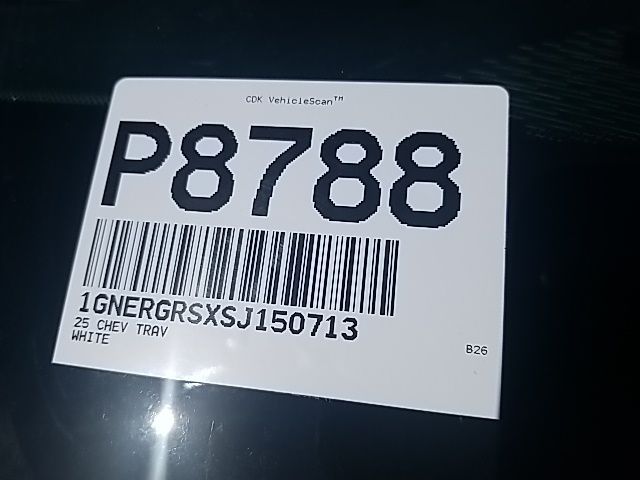 CDK VehicleScan™
P8788
1GNERGRSXSJ150713
25 CHEV TRAV
WHITE
B26